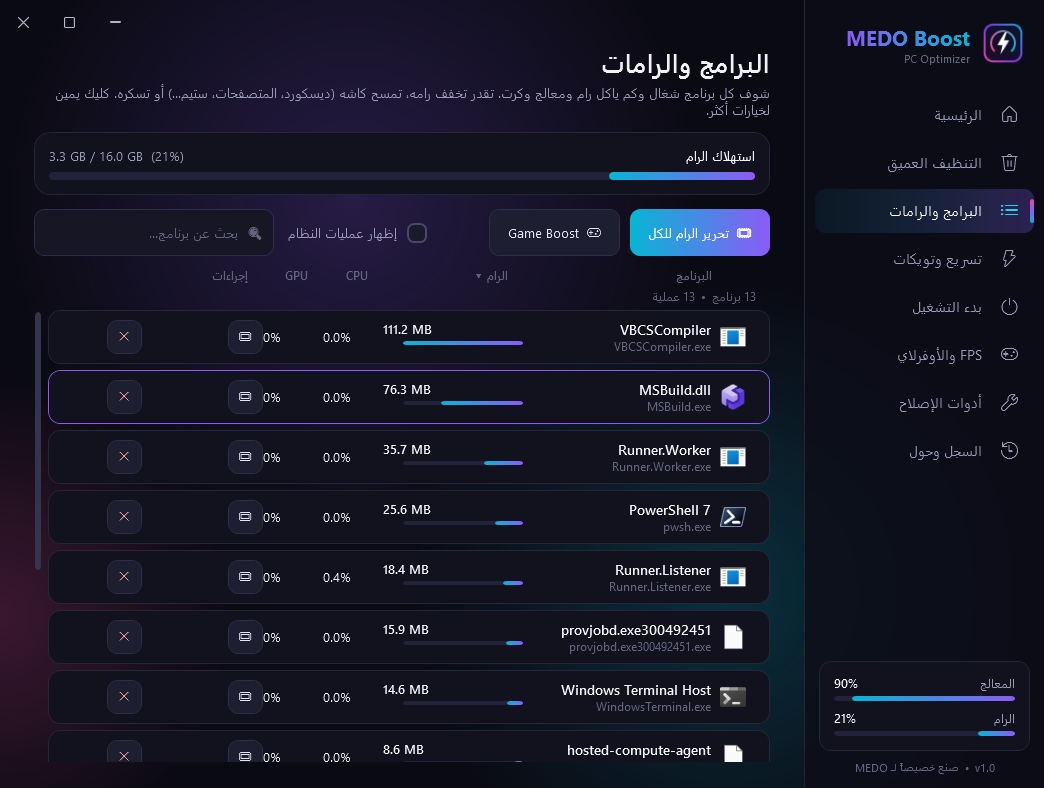 MEDO Boost
PC Optimizer
الرئيسية
التنظيف العميق
البرامج والرامات
تسريع وتويكات
بدء التشغيل
FPS والأوفرلاي
أدوات الإصلاح
السجل وحول
المعالج 90%
الرام 21%
v1.0 • صنع خصيصاً لـ MEDO
البرامج والرامات
شوف كل برنامج شغال وكم ياكل رام ومعالج وكرت. تقدر تخفف رامه، تمسح كاشه (ديسكورد، المتصفحات، ستيم...) أو تسكره. كليك يمين
لخيارات أكثر.
استهلاك الرام 3.3 GB / 16.0 GB (21%)
تحرير الرام للكل
Game Boost
إظهار عمليات النظام
بحث عن برنامج...
البرنامج الرام ▼ CPU GPU إجراءات
13 برنامج • 13 عملية
VBCSCompiler 111.2 MB 0.0% 0%
VBCSCompiler.exe
MSBuild.dll 76.3 MB 0.0% 0%
MSBuild.exe
Runner.Worker 35.7 MB 0.0% 0%
Runner.Worker.exe
PowerShell 7 25.6 MB 0.0% 0%
pwsh.exe
Runner.Listener 18.4 MB 0.4% 0%
Runner.Listener.exe
provjobd.exe300492451 15.9 MB 0.0% 0%
provjobd.exe300492451.exe
Windows Terminal Host 14.6 MB 0.0% 0%
WindowsTerminal.exe
hosted-compute-agent 8.6 MB 0.0% 0%